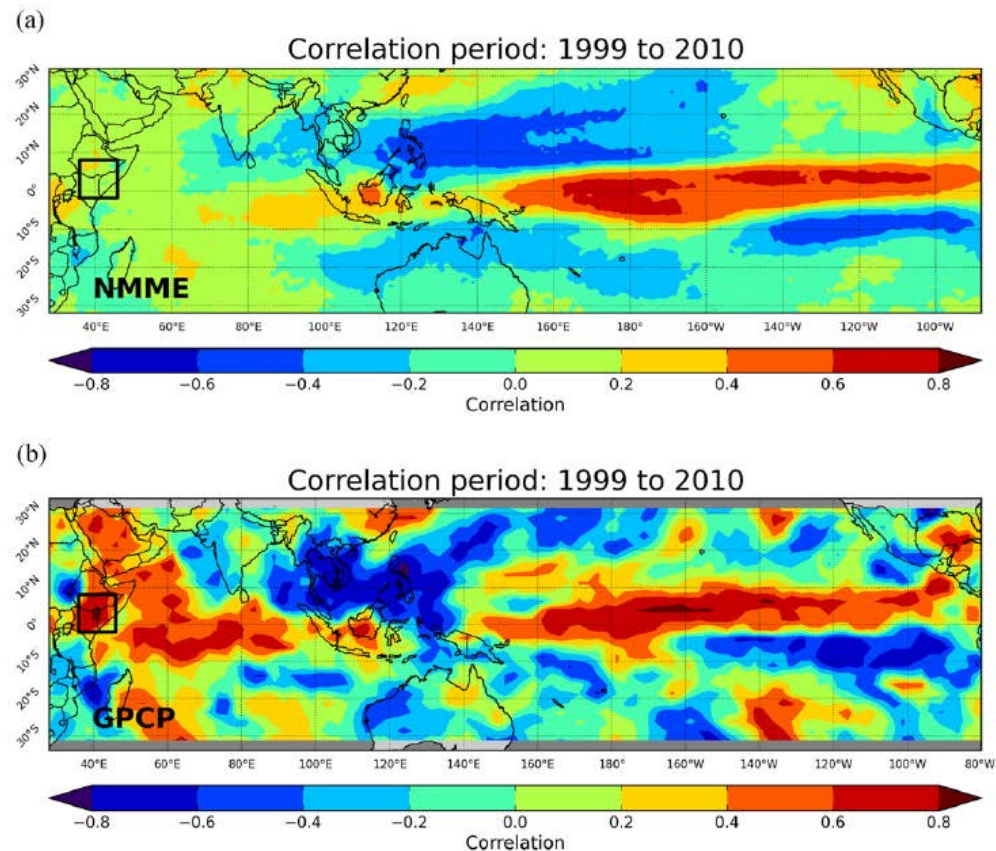 (a)
Correlation period: 1999 to 2010
30°N
20°N
10°N
0°
10°S
20°S
30°S
NMME
40°E 60°E 80°E 100°E 120°E 140°E 160°E 180°E 160°W 140°W 120°W 100°W
−0.8 −0.6 −0.4 −0.2 0.0 0.2 0.4 0.6 0.8
Correlation
(b)
Correlation period: 1999 to 2010
30°N
20°N
10°N
0°
10°S
20°S
30°S
GPCP
40°E 60°E 80°E 100°E 120°E 140°E 160°E 180°E 160°W 140°W 120°W 100°W 80°W
−0.8 −0.6 −0.4 −0.2 0.0 0.2 0.4 0.6 0.8
Correlation